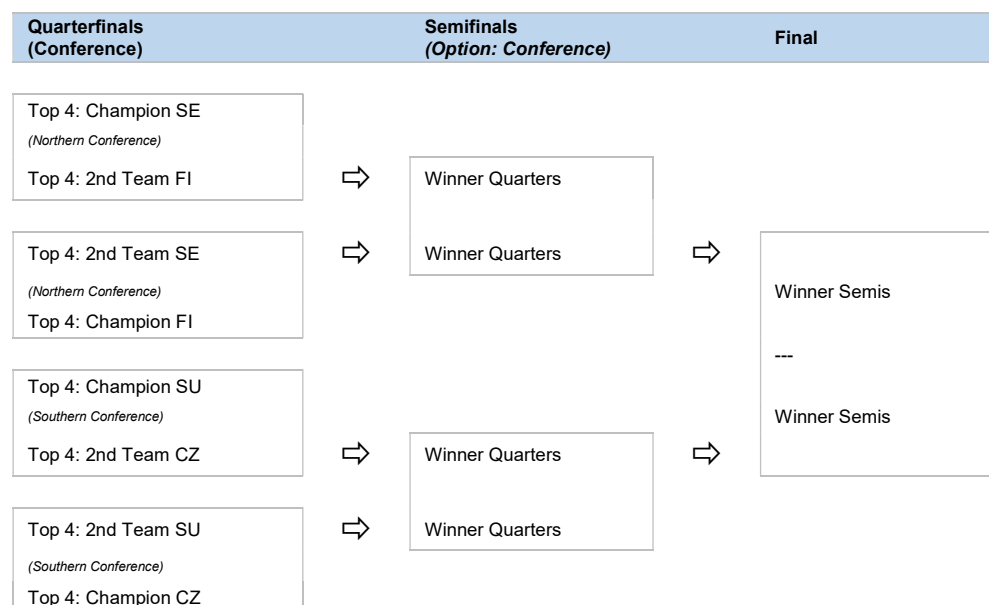 Quarterfinals
(Conference)
Semifinals
(Option: Conference)
Final
Top 4: Champion SE
(Northern Conference)
Top 4: 2nd Team FI
Winner Quarters
Top 4: 2nd Team SE
Winner Quarters
(Northern Conference)
Winner Semis
Top 4: Champion FI
---
Top 4: Champion SU
(Southern Conference)
Winner Semis
Top 4: 2nd Team CZ
Winner Quarters
Top 4: 2nd Team SU
Winner Quarters
(Southern Conference)
Top 4: Champion CZ